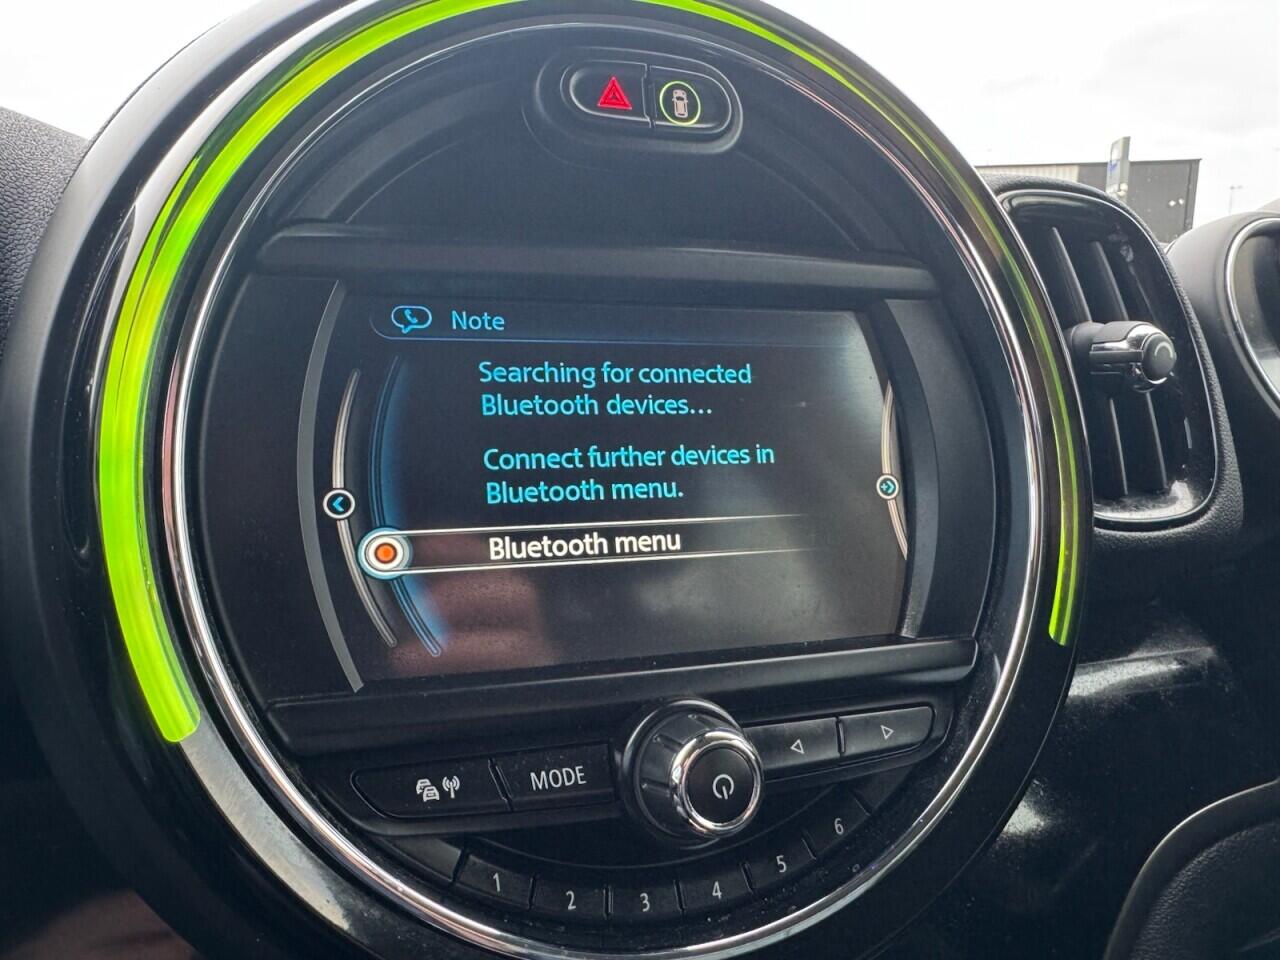 Note
Searching for connected
Bluetooth devices...
Connect further devices in
Bluetooth menu.
Bluetooth menu
MODE
1 2 3 4 5 6